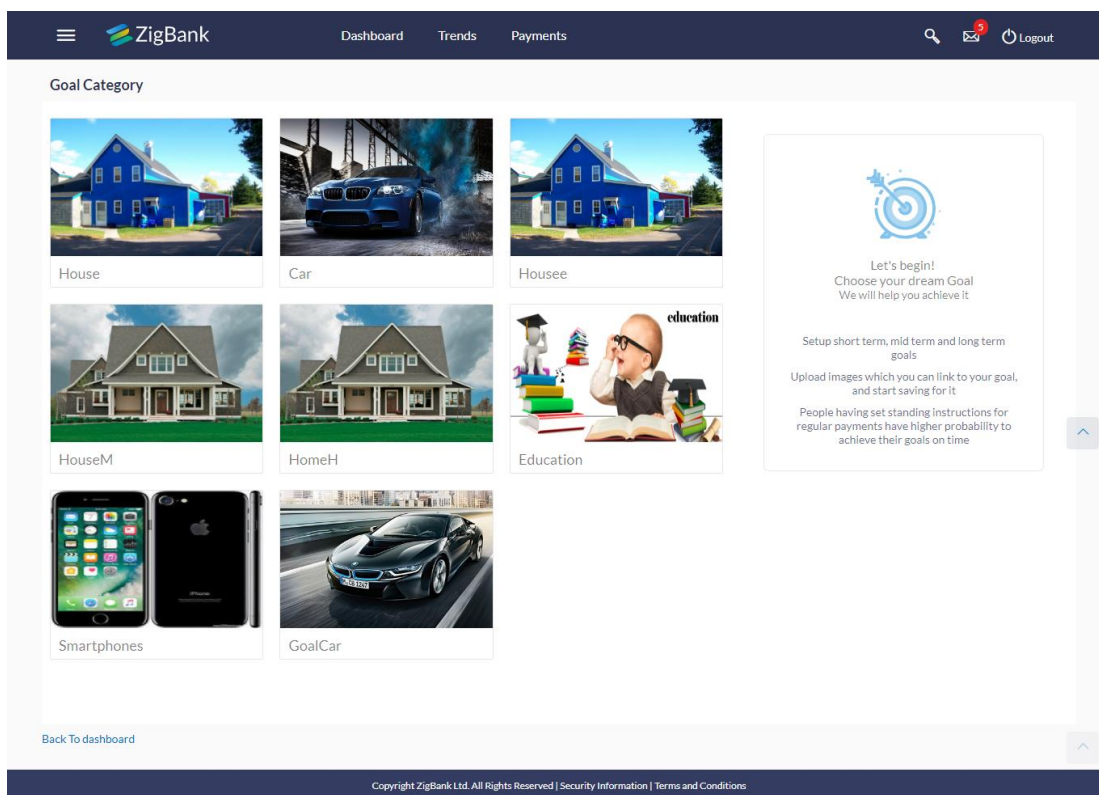 ZigBank
Dashboard Trends Payments
5
Logout
Goal Category
House
Car
Housee
HouseM
HomeH
education
Education
Smartphones
GoalCar
Let's begin!
Choose your dream Goal
We will help you achieve it
Setup short term, mid term and long term
goals
Upload images which you can link to your goal,
and start saving for it
People having set standing instructions for
regular payments have higher probability to
achieve their goals on time
Back To dashboard
Copyright ZigBank Ltd. All Rights Reserved | Security Information | Terms and Conditions